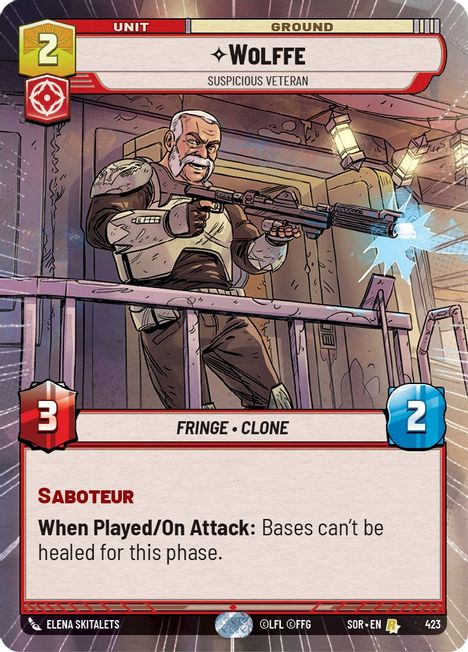 UNIT
GROUND
2
✧WOLFFE
SUSPICIOUS VETERAN
3
FRINGE • CLONE
2
SABOTEUR
When Played/On Attack: Bases can't be
healed for this phase.
ELENA SKITALETS
©LFL ©FFG
SOR • EN
R
423